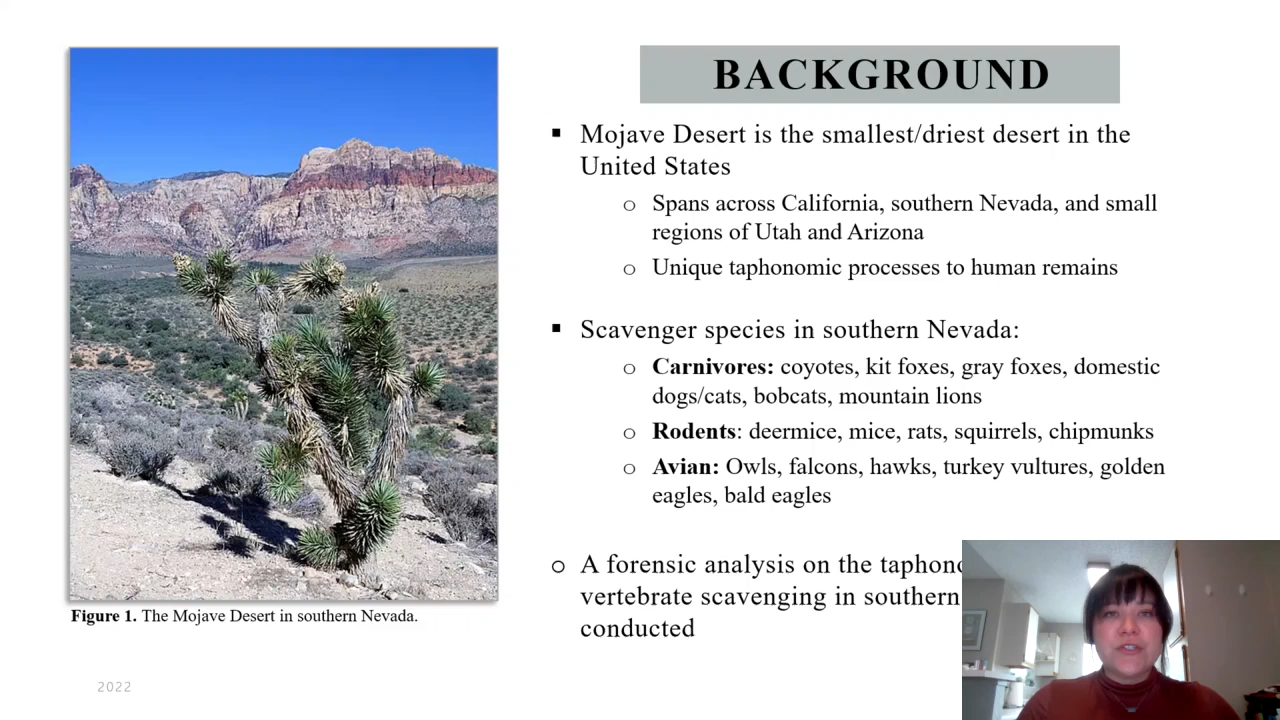 BACKGROUND
▪ Mojave Desert is the smallest/driest desert in the
United States
o Spans across California, southern Nevada, and small
regions of Utah and Arizona
o Unique taphonomic processes to human remains
▪ Scavenger species in southern Nevada:
o Carnivores: coyotes, kit foxes, gray foxes, domestic
dogs/cats, bobcats, mountain lions
o Rodents: deermice, mice, rats, squirrels, chipmunks
o Avian: Owls, falcons, hawks, turkey vultures, golden
eagles, bald eagles
o A forensic analysis on the
vertebrate scavenging in southern
conducted
Figure 1. The Mojave Desert in southern Nevada.
2022